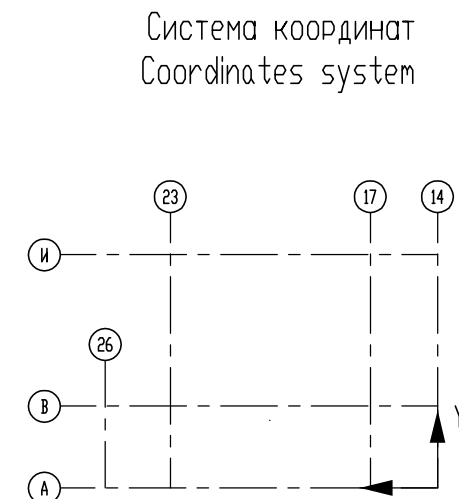 Система координат
Coordinates system
23
17
14
И
26
В
Y
А